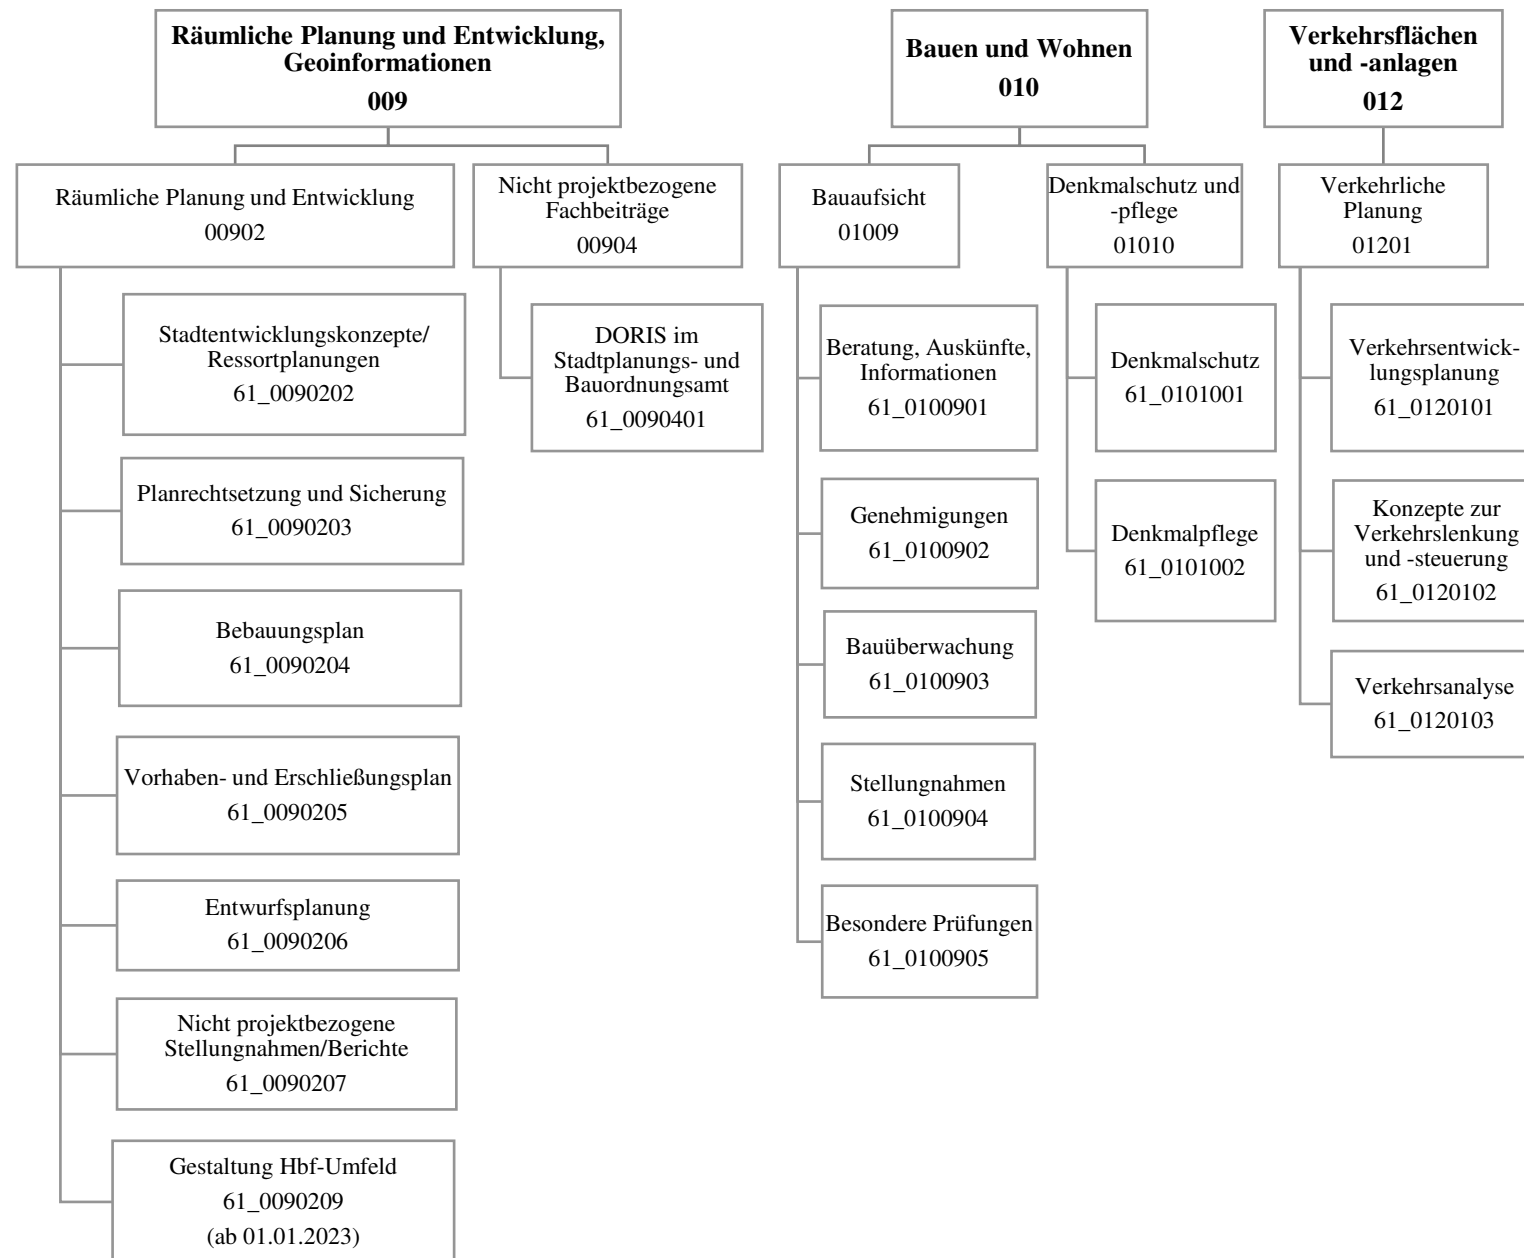 Räumliche Planung und Entwicklung,
Geoinformationen
009
Räumliche Planung und Entwicklung
00902
Stadtentwicklungskonzepte/
Ressortplanungen
61_0090202
Planrechtsetzung und Sicherung
61_0090203
Bebauungsplan
61_0090204
Vorhaben- und Erschließungsplan
61_0090205
Entwurfsplanung
61_0090206
Nicht projektbezogene
Stellungnahmen/Berichte
61_0090207
Gestaltung Hbf-Umfeld
61_0090209
(ab 01.01.2023)
Nicht projektbezogene
Fachbeiträge
00904
DORIS im
Stadtplanungs- und
Bauordnungsamt
61_0090401
Bauen und Wohnen
010
Bauaufsicht
01009
Beratung, Auskünfte,
Informationen
61_0100901
Genehmigungen
61_0100902
Bauüberwachung
61_0100903
Stellungnahmen
61_0100904
Besondere Prüfungen
61_0100905
Denkmalschutz und
-pflege
01010
Denkmalschutz
61_0101001
Denkmalpflege
61_0101002
Verkehrsflächen
und -anlagen
012
Verkehrliche
Planung
01201
Verkehrsentwick-
lungsplanung
61_0120101
Konzepte zur
Verkehrslenkung
und -steuerung
61_0120102
Verkehrsanalyse
61_0120103